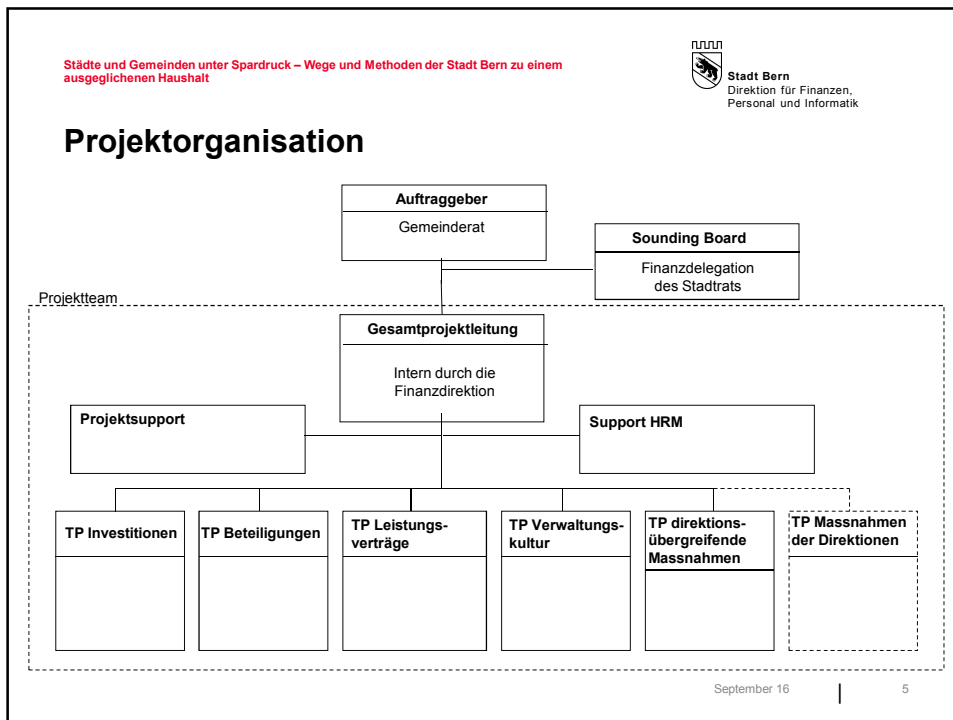 Städte und Gemeinden unter Spardruck – Wege und Methoden der Stadt Bern zu einem
ausgeglichenen Haushalt
Stadt Bern
Direktion für Finanzen,
Personal und Informatik
Projektorganisation
Auftraggeber
Gemeinderat
Sounding Board
Finanzdelegation
des Stadtrats
Projektteam
Gesamtprojektleitung
Intern durch die
Finanzdirektion
Projektsupport
Support HRM
TP Investitionen
TP Beteiligungen
TP Leistungs-
verträge
TP Verwaltungs-
kultur
TP direktions-
übergreifende
Massnahmen
TP Massnahmen
der Direktionen
September 16
5